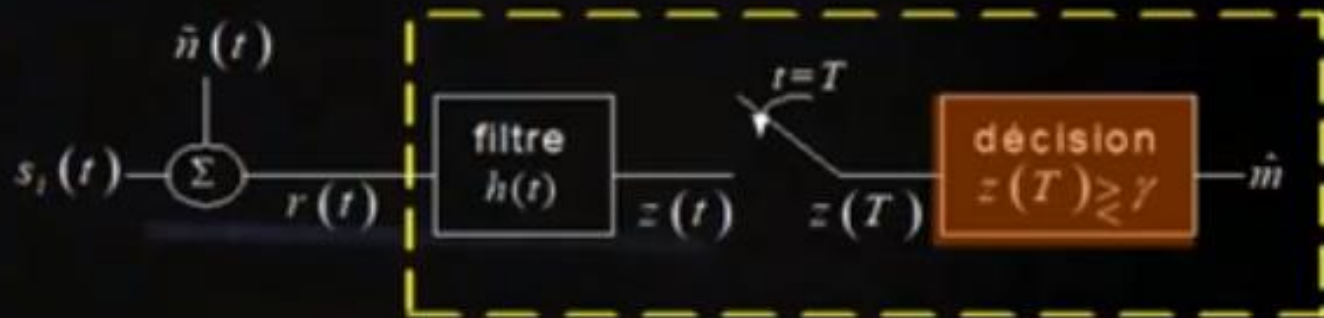 ñ(t)
t=T
s_i(t)
Σ
r(t)
filtre
h(t)
z(t)
z(T)
décision
z(T)≷γ
m̂